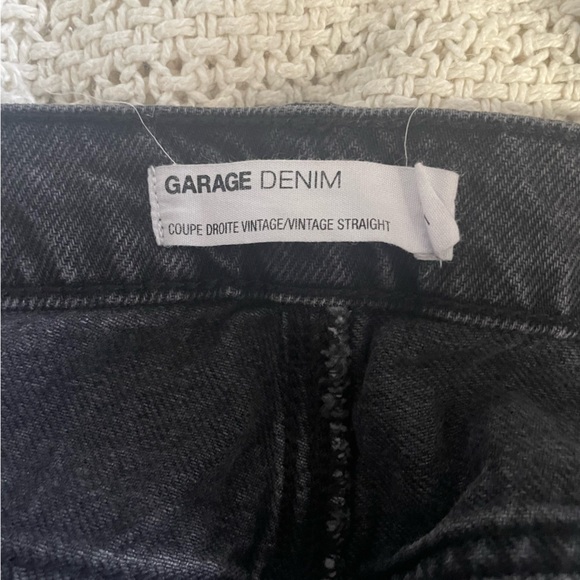 GARAGE DENIM
COUPE DROITE VINTAGE/VINTAGE STRAIGHT